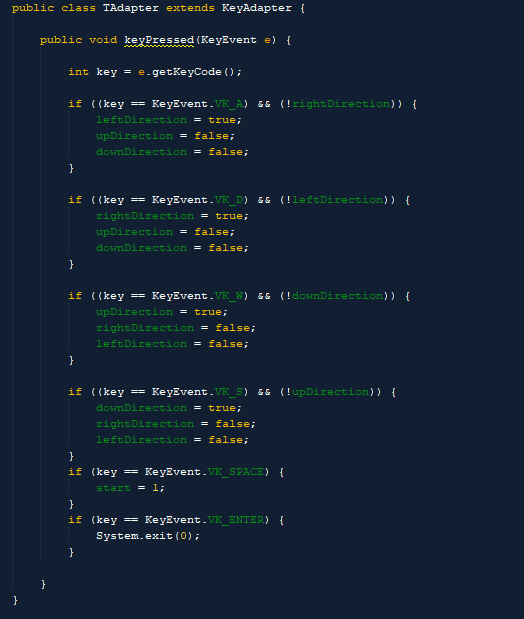 public class TAdapter extends KeyAdapter {
public void keyPressed(KeyEvent e) {
int key = e.getKeyCode();
if ((key == KeyEvent.VK_A) && (!rightDirection)) {
leftDirection = true;
upDirection = false;
downDirection = false;
}
if ((key == KeyEvent.VK_D) && (!leftDirection)) {
rightDirection = true;
upDirection = false;
downDirection = false;
}
if ((key == KeyEvent.VK_W) && (!downDirection)) {
upDirection = true;
rightDirection = false;
leftDirection = false;
}
if ((key == KeyEvent.VK_S) && (!upDirection)) {
downDirection = true;
rightDirection = false;
leftDirection = false;
}
if (key == KeyEvent.VK_SPACE) {
start = 1;
}
if (key == KeyEvent.VK_ENTER) {
System.exit(0);
}
}
}